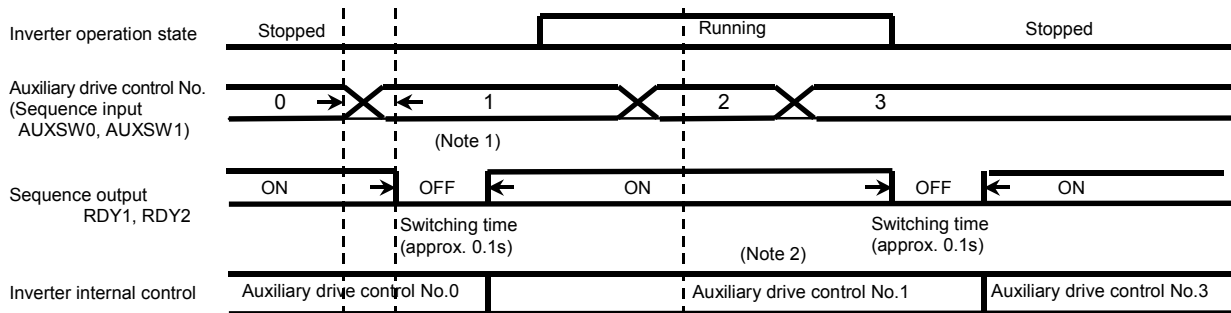 Inverter operation state
Stopped
Running
Stopped
Auxiliary drive control No.
(Sequence input
AUXSW0, AUXSW1)
0
1
2
3
(Note 1)
Sequence output
RDY1, RDY2
ON
OFF
ON
OFF
ON
Switching time
(approx. 0.1s)
Switching time
(approx. 0.1s)
(Note 2)
Inverter internal control
Auxiliary drive control No.0
Auxiliary drive control No.1
Auxiliary drive control No.3